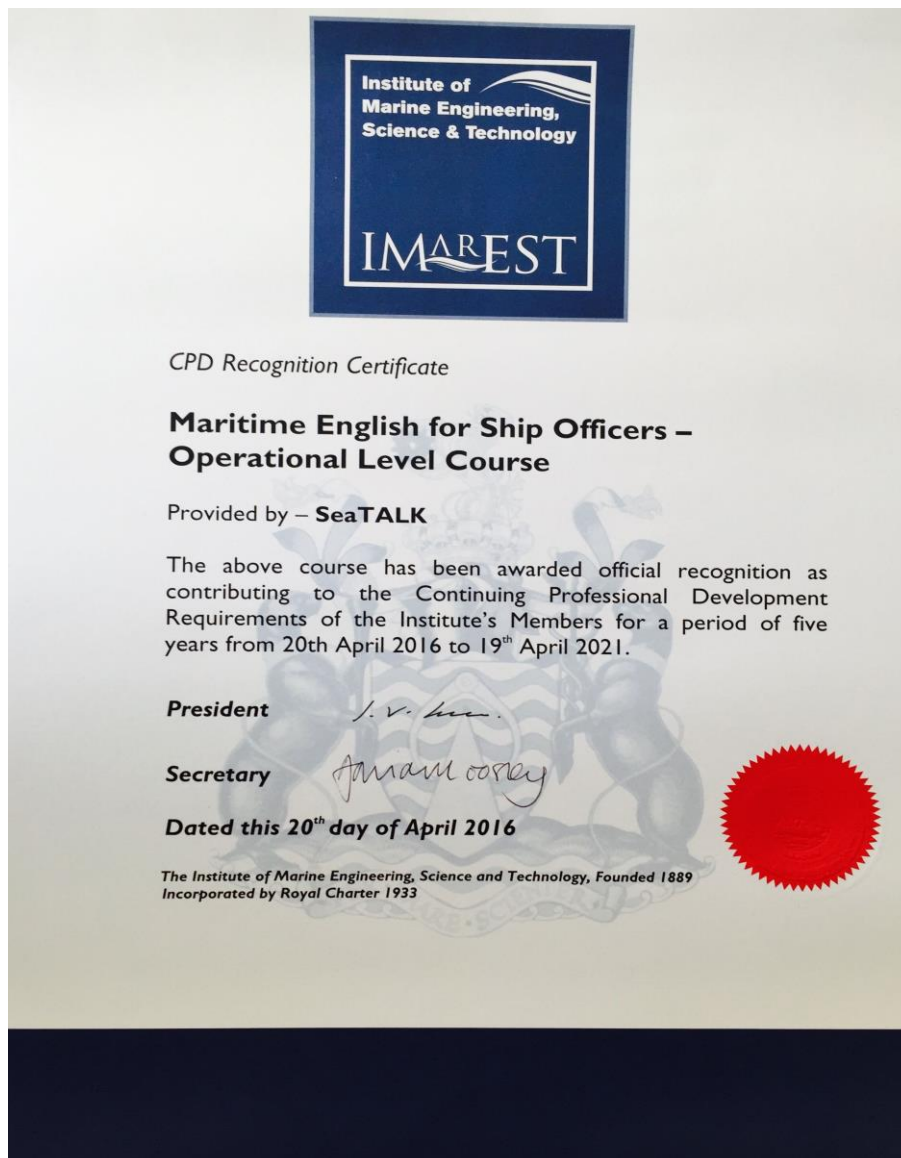 Institute of
Marine Engineering,
Science & Technology
IMarEST
CPD Recognition Certificate
Maritime English for Ship Officers –
Operational Level Course
Provided by – SeaTALK
The above course has been awarded official recognition as
contributing to the Continuing Professional Development
Requirements of the Institute's Members for a period of five
years from 20th April 2016 to 19th April 2021.
President
Secretary
Dated this 20th day of April 2016
The Institute of Marine Engineering, Science and Technology, Founded 1889
Incorporated by Royal Charter 1933